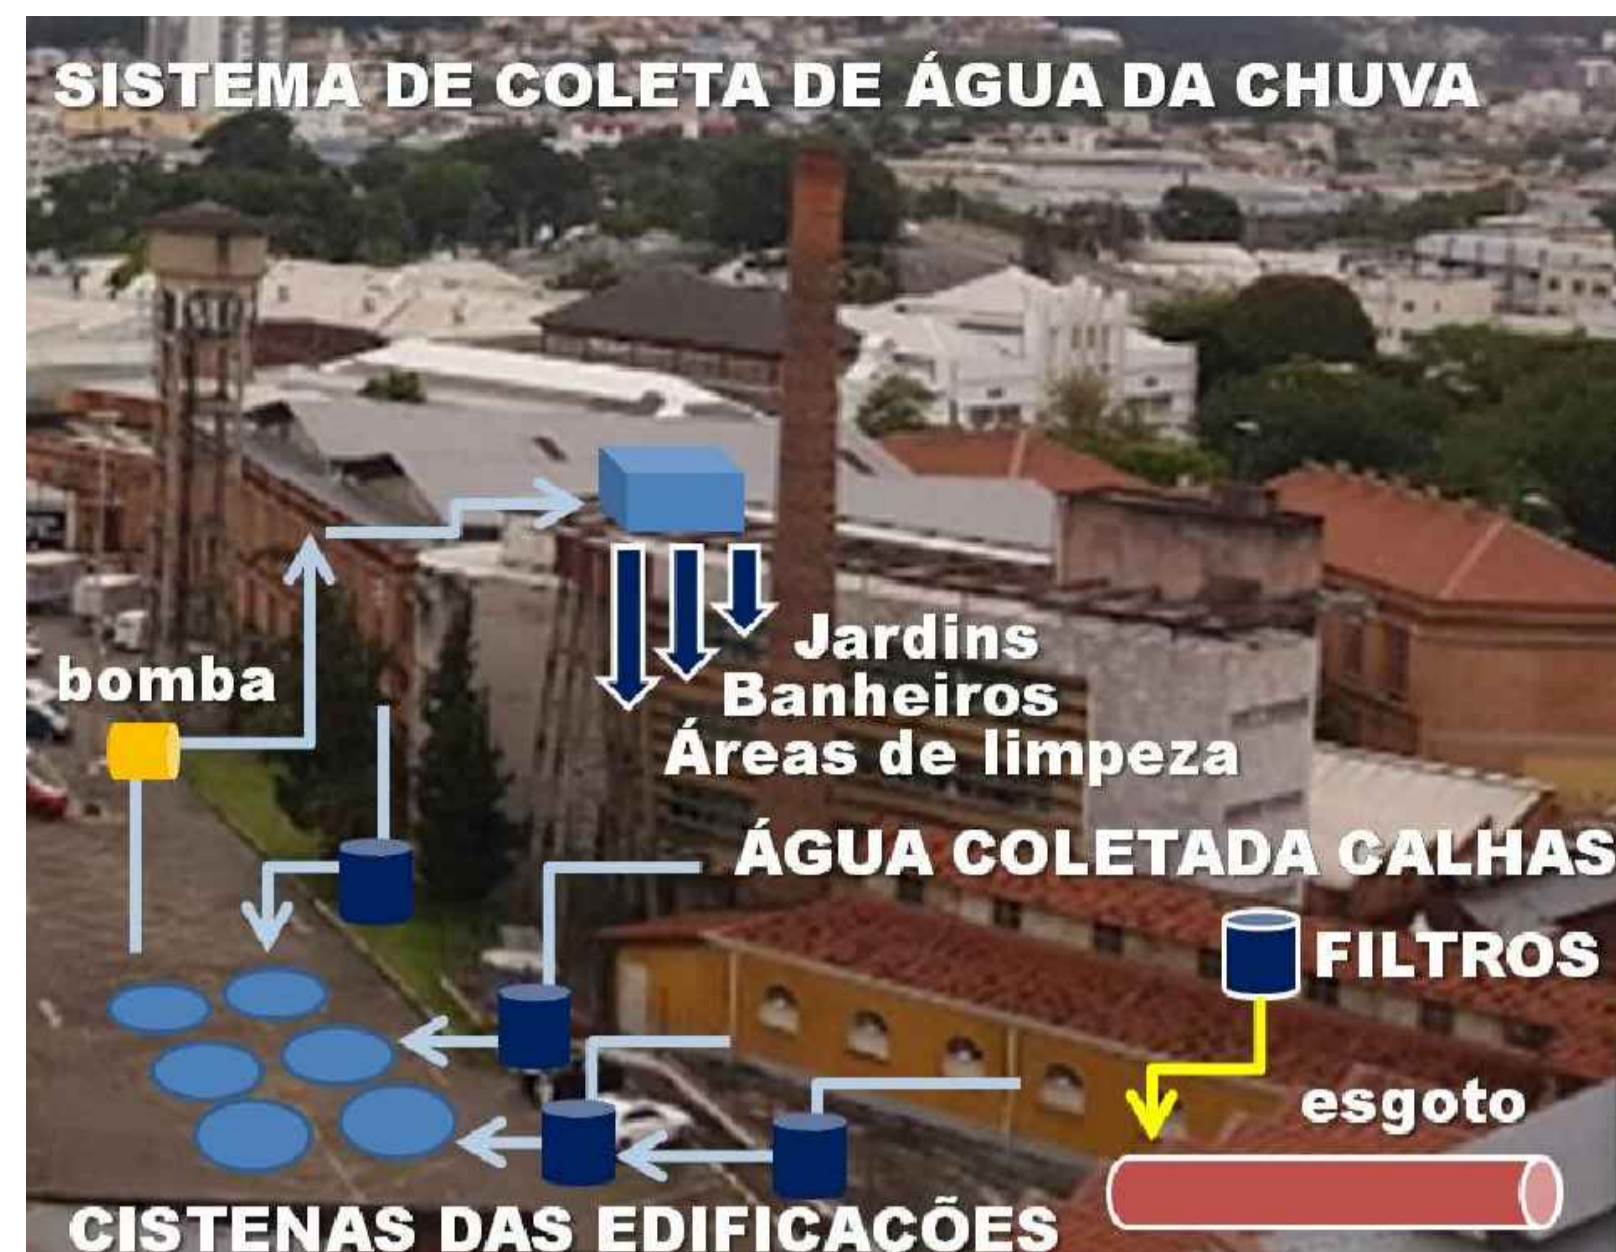 SISTEMA DE COLETA DE ÁGUA DA CHUVA
bomba
Jardins
Banheiros
Áreas de limpeza
ÁGUA COLETADA CALHAS
FILTROS
esgoto
CISTENAS DAS EDIFICAÇÕES